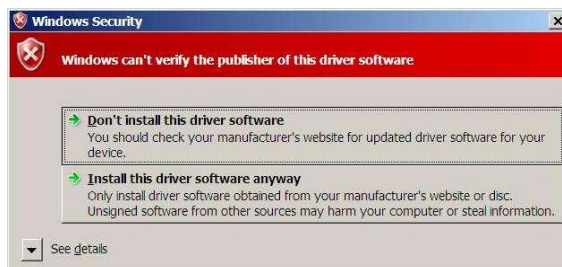 Windows Security
Windows can't verify the publisher of this driver software
Don't install this driver software
You should check your manufacturer's website for updated driver software for your
device.
Install this driver software anyway
Only install driver software obtained from your manufacturer's website or disc.
Unsigned software from other sources may harm your computer or steal information.
See details